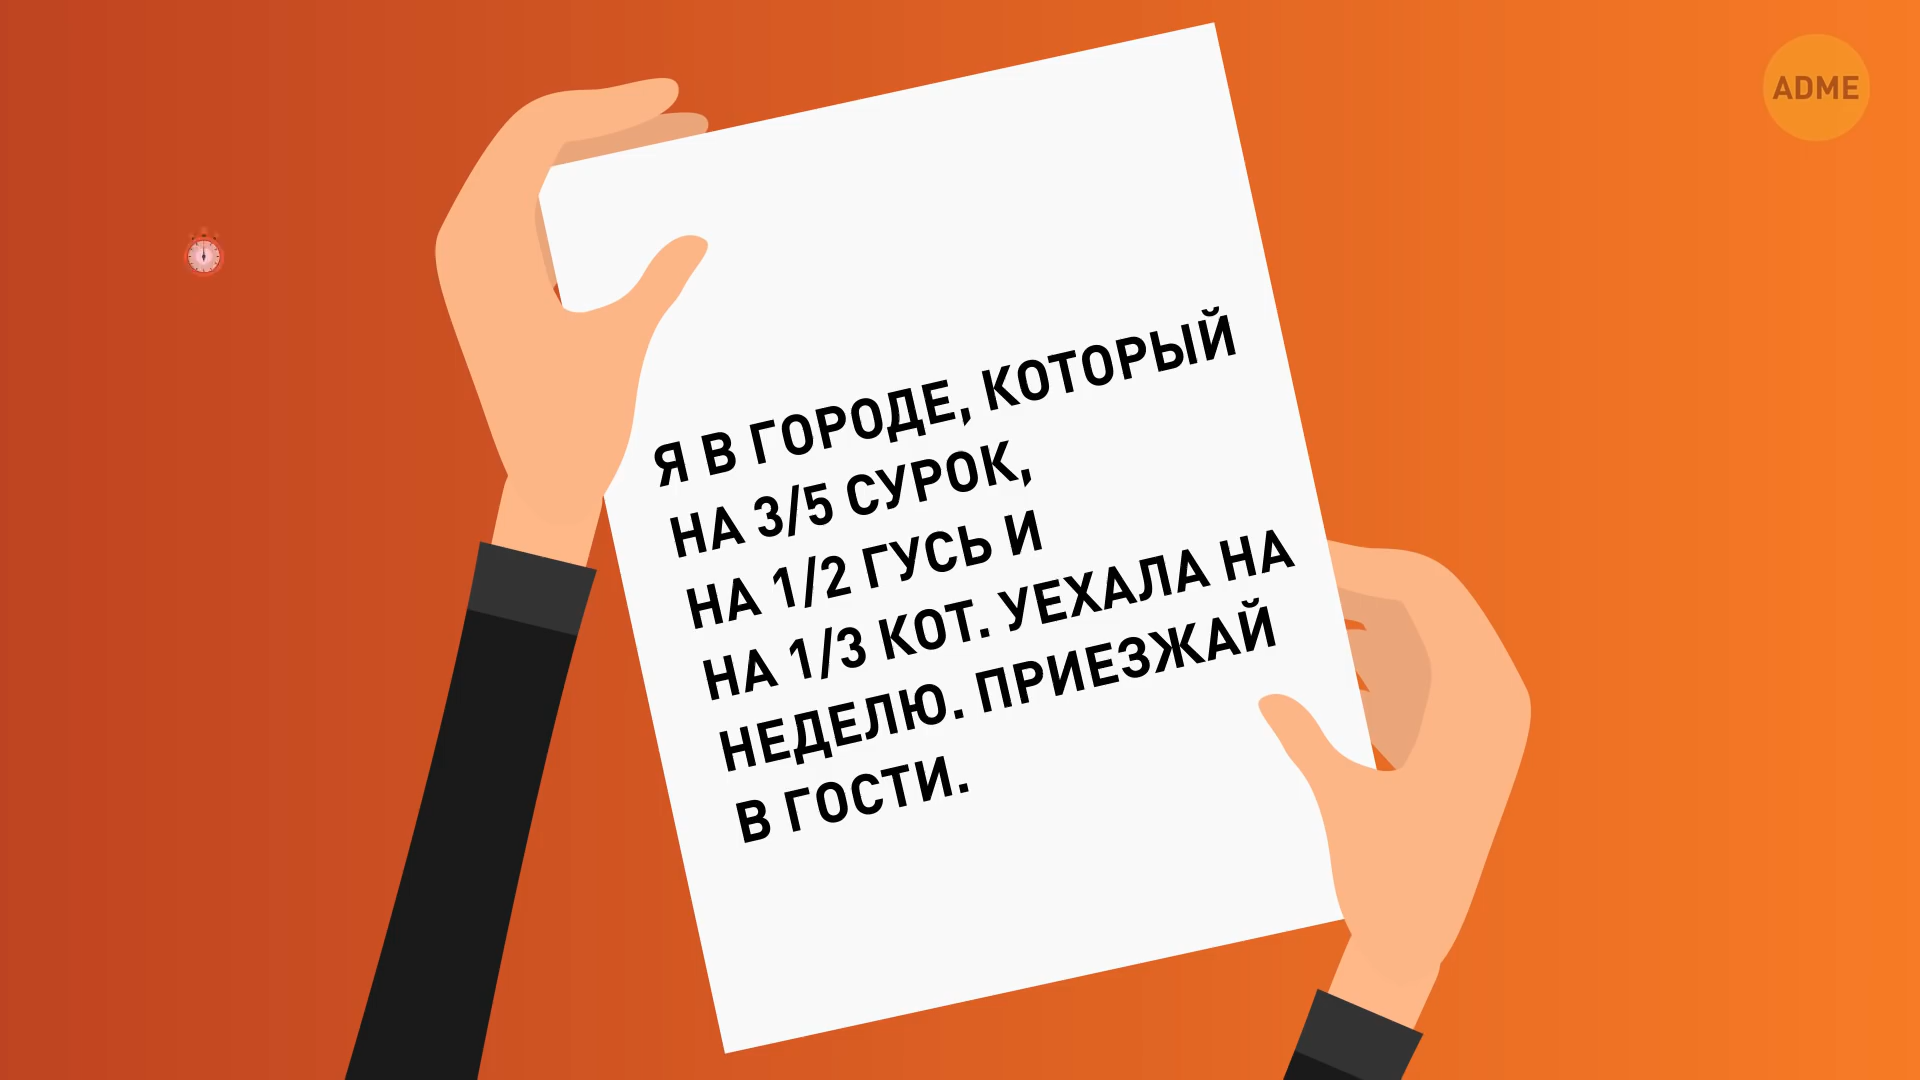 ADME
Я В ГОРОДЕ, КОТОРЫЙ
НА 3/5 СУРОК,
НА 1/2 ГУСЬ И
НА 1/3 КОТ. УЕХАЛА НА
НЕДЕЛЮ. ПРИЕЗЖАЙ
В ГОСТИ.